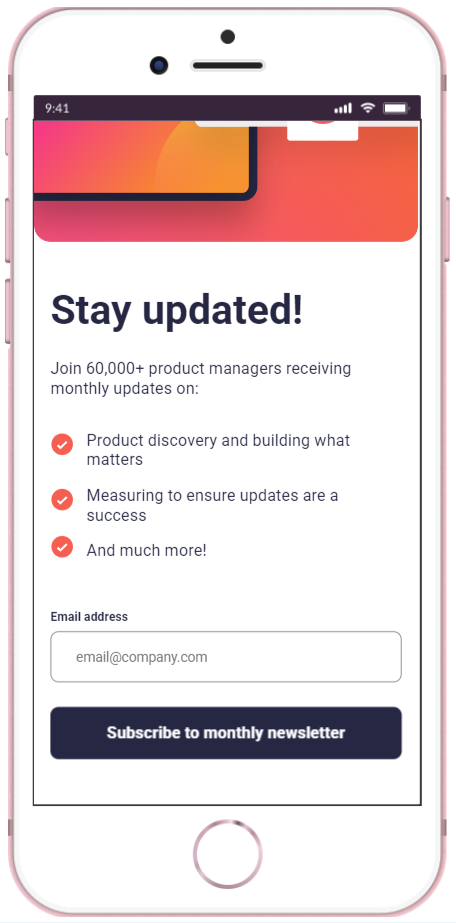 9:41
Stay updated!
Join 60,000+ product managers receiving
monthly updates on:
Product discovery and building what
matters
Measuring to ensure updates are a
success
And much more!
Email address
email@company.com
Subscribe to monthly newsletter